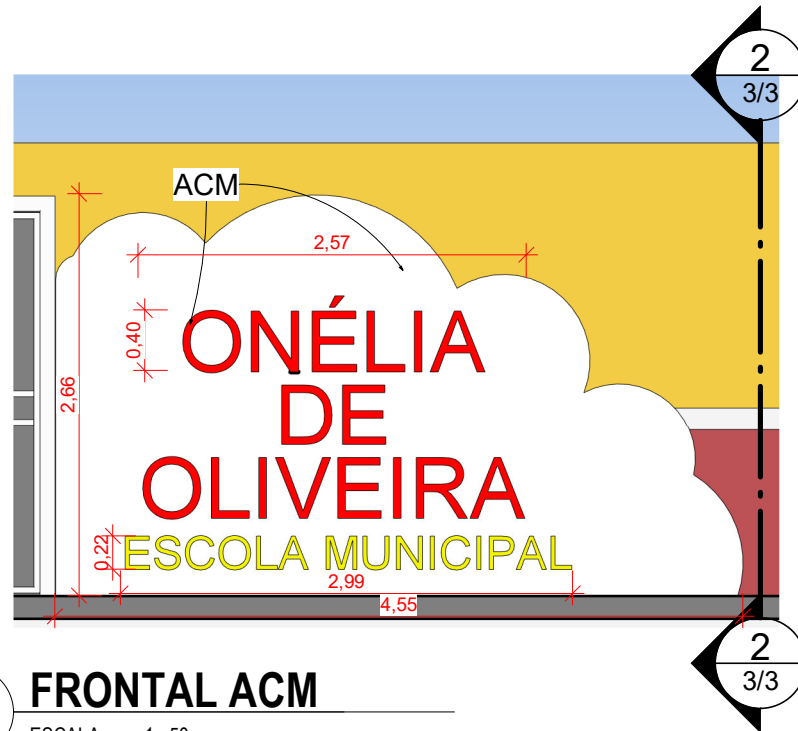 2
3/3
ACM
2,57
ONÉLIA
0,40
DE
2,66
OLIVEIRA
0,22
ESCOLA MUNICIPAL
2,99
4,55
2
3/3
FRONTAL ACM